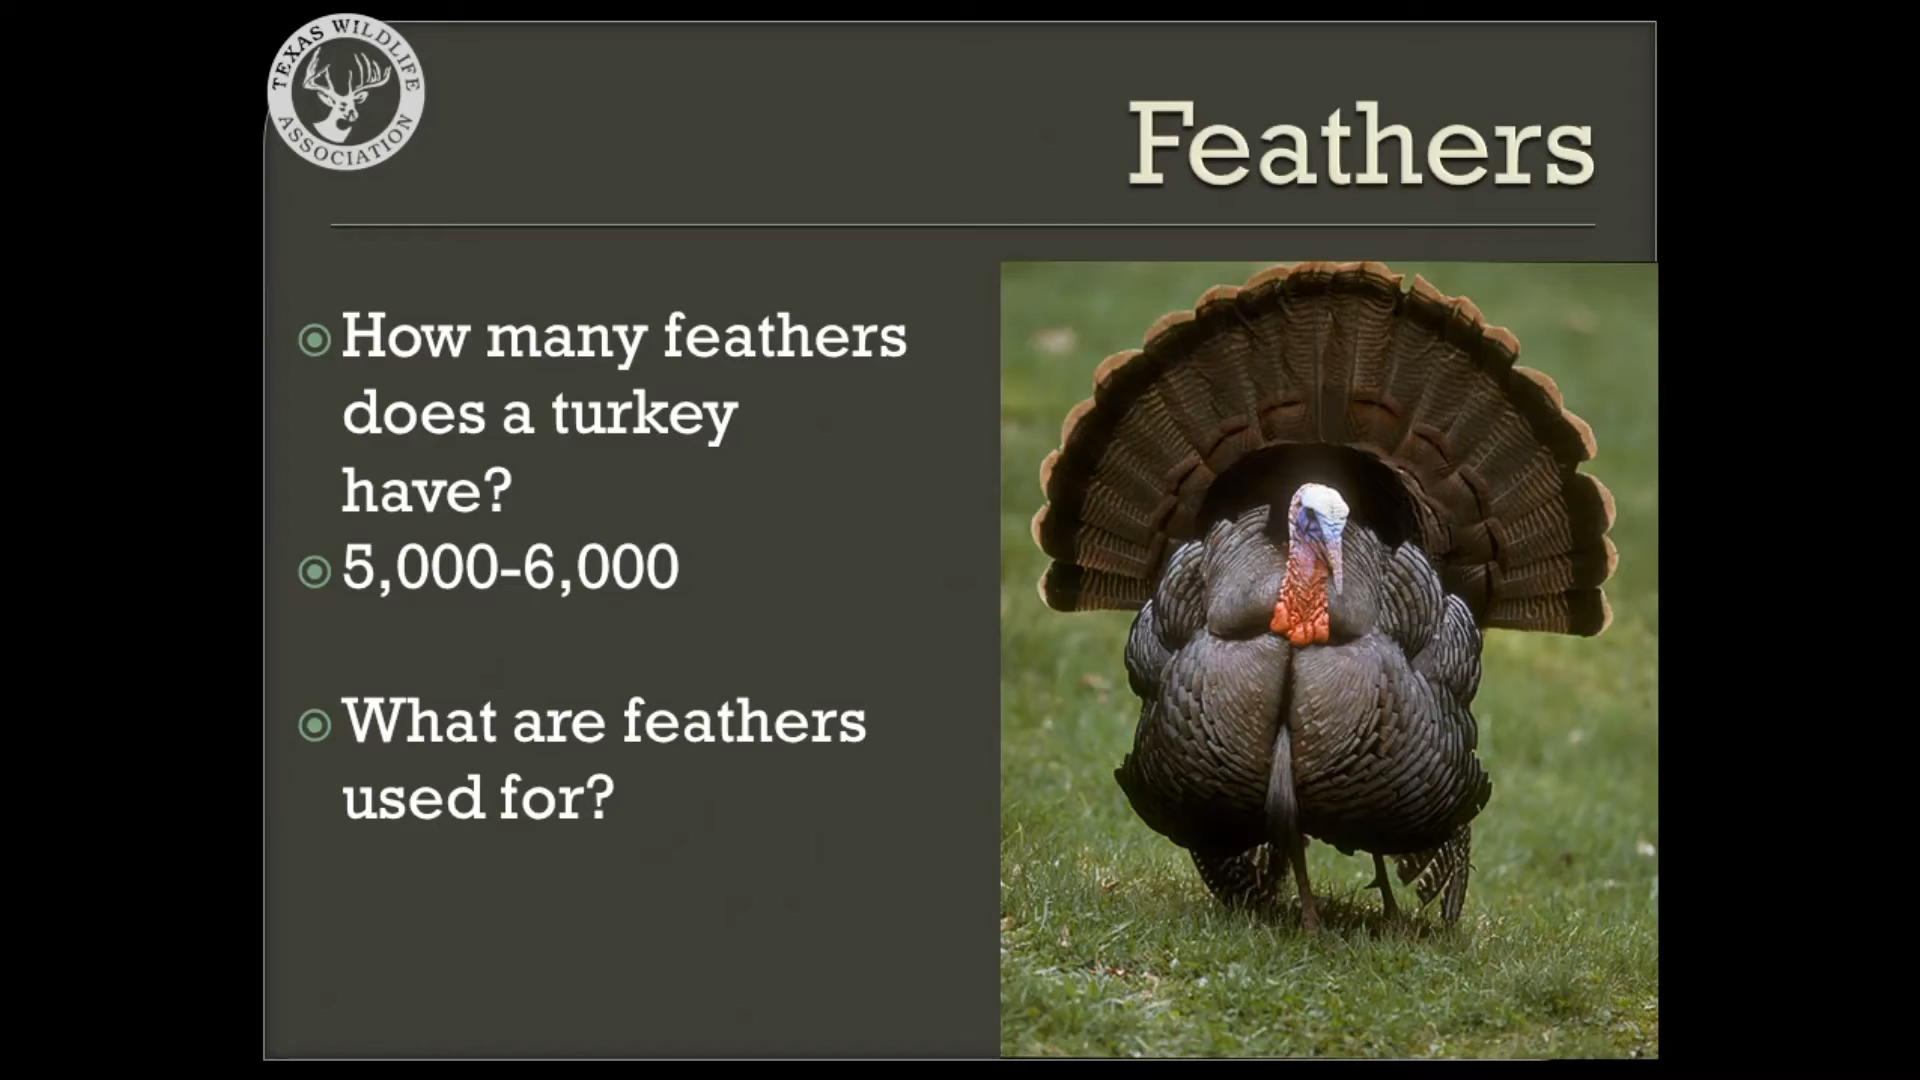 TEXAS WILDLIFE
ASSOCIATION
Feathers
How many feathers
does a turkey
have?
5,000-6,000
What are feathers
used for?